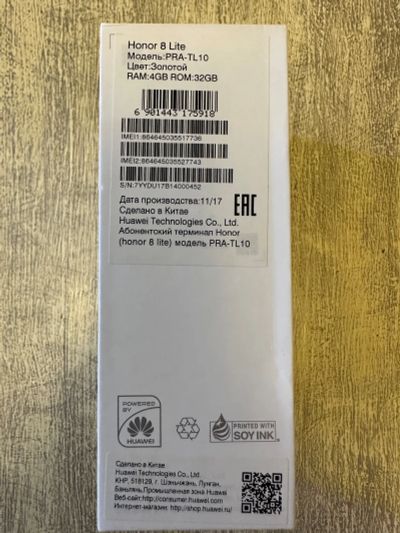 Honor 8 Lite
Модель:PRA-TL10
Цвет:Золотой
RAM:4GB ROM:32GB
6 901443 175918
IMEI1:864645035517736
IMEI2:864645035527743
S/N:7YYDU17B14000452
Дата производства:11/17
Сделано в Китае
Huawei Technologies Co., Ltd.
Абонентский терминал Honor
(honor 8 lite) модель PRA-TL10
EAC
POWERED BY
HUAWEI
PRINTED WITH
SOY INK
Сделано в Китае
Huawei Technologies Co., Ltd.
КНР, 518129, г. Шэньчжэнь, Лунган,
Баньтянь,Промышленная зона Huawei
Веб-сайт:http://consumer.huawei.com
Интернет-магазин: http://shop.huawei.ru/